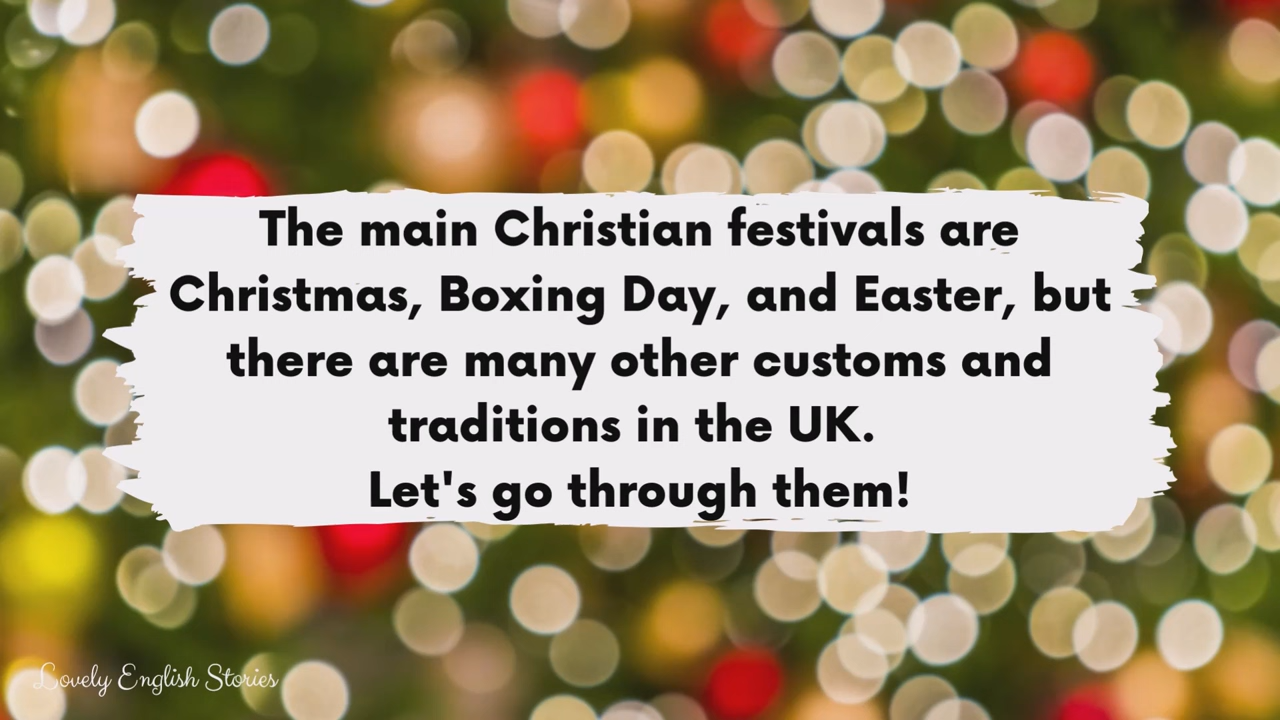 The main Christian festivals are
Christmas, Boxing Day, and Easter, but
there are many other customs and
traditions in the UK.
Let's go through them!
Lovely English Stories